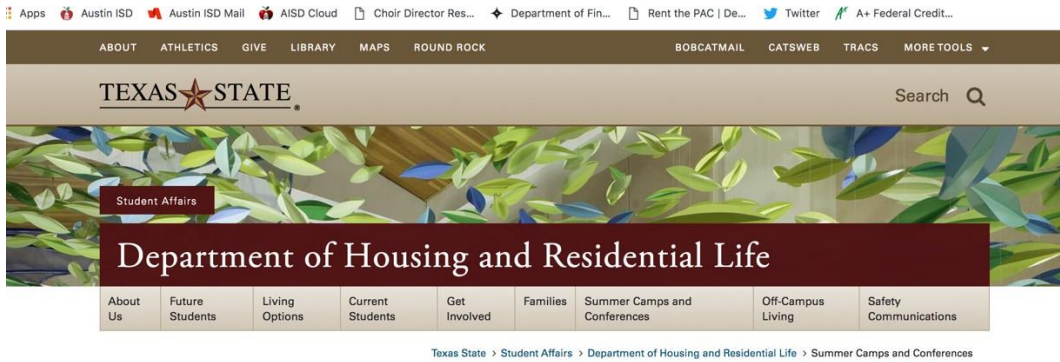 Apps Austin ISD Austin ISD Mail AISD Cloud Choir Director Res... Department of Fin... Rent the PAC | De... Twitter A+ Federal Credit...
ABOUT ATHLETICS GIVE LIBRARY MAPS ROUND ROCK BOBCATMAIL CATSWEB TRACS MORE TOOLS
TEXAS STATE
Search
Student Affairs
Department of Housing and Residential Life
About Us Future Students Living Options Current Students Get Involved Families Summer Camps and Conferences Off-Campus Living Safety Communications
Texas State > Student Affairs > Department of Housing and Residential Life > Summer Camps and Conferences